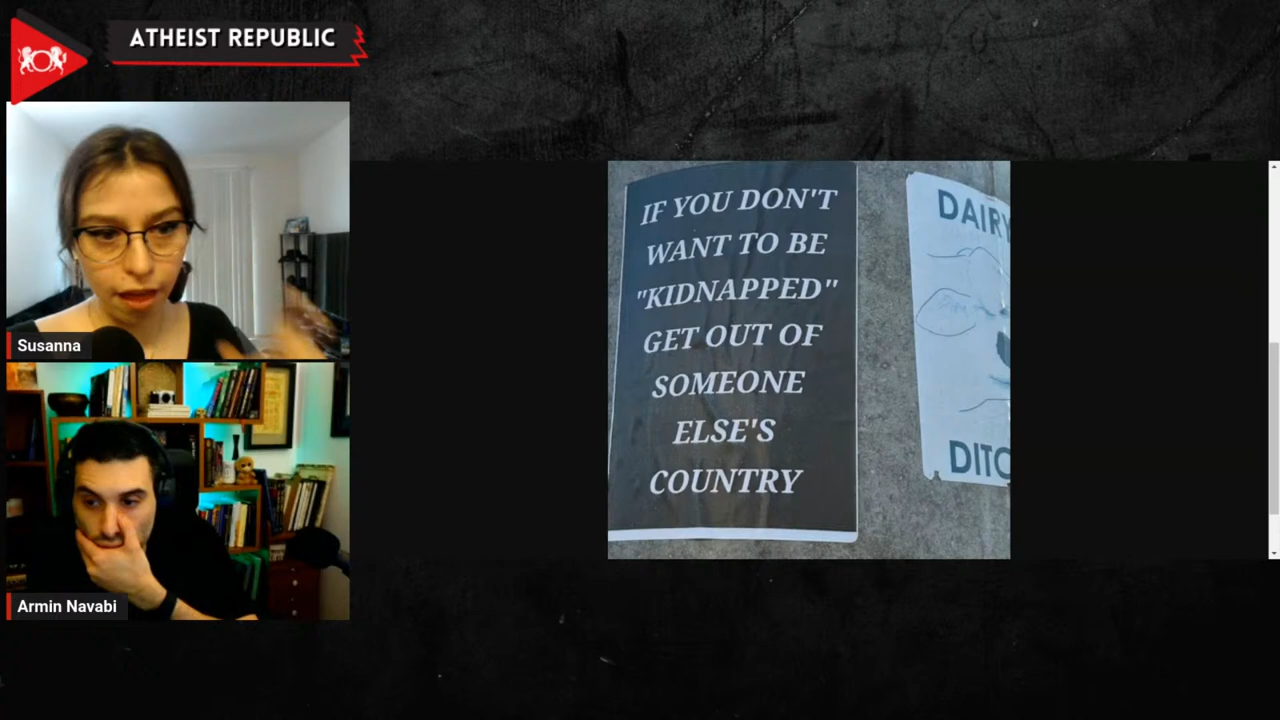 ATHEIST REPUBLIC
Susanna
Armin Navabi
IF YOU DON'T
WANT TO BE
"KIDNAPPED"
GET OUT OF
SOMEONE
ELSE'S
COUNTRY
DAIRY
DITC